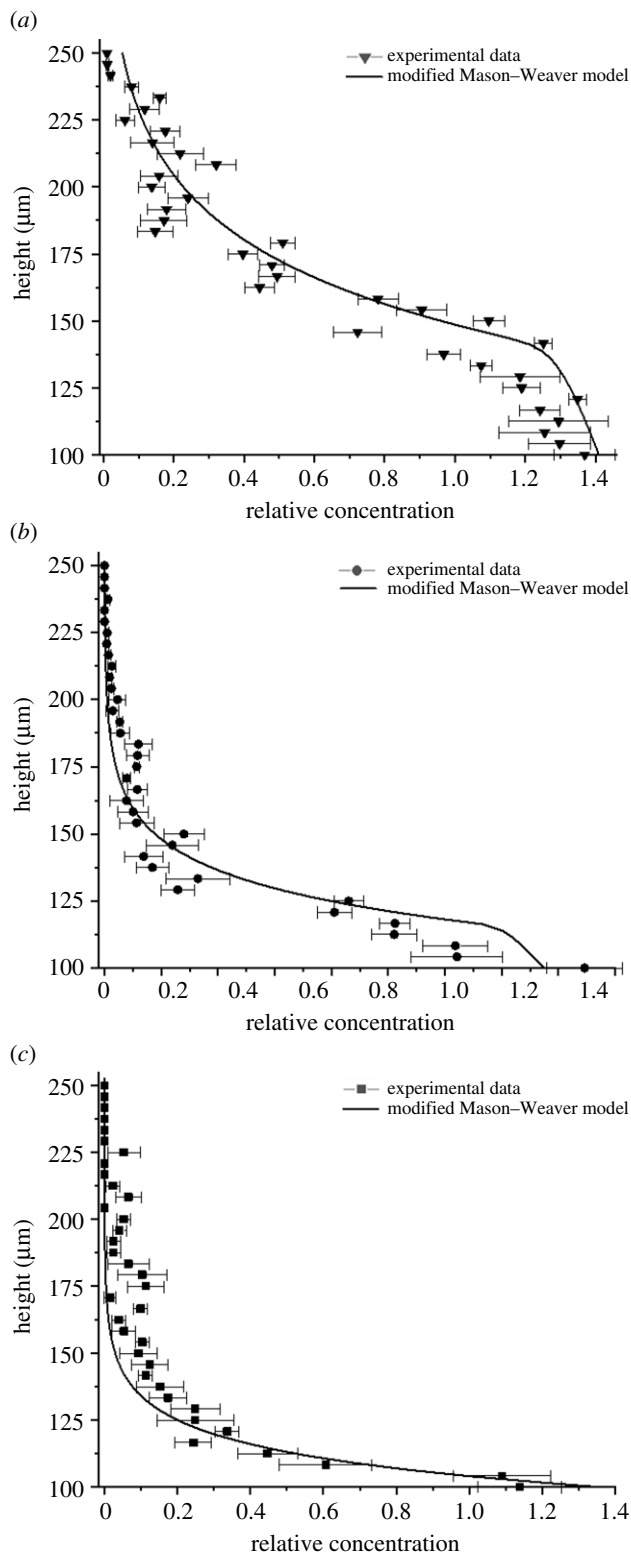 (a)
250
experimental data
modified Mason–Weaver model
225
200
175
150
125
100
height (µm)
0 0.2 0.4 0.6 0.8 1.0 1.2 1.4
relative concentration
(b)
250
experimental data
modified Mason–Weaver model
225
200
175
150
125
100
height (µm)
0 0.2 0.4 0.6 0.8 1.0 1.2 1.4
relative concentration
(c)
250
experimental data
modified Mason–Weaver model
225
200
175
150
125
100
height (µm)
0 0.2 0.4 0.6 0.8 1.0 1.2 1.4
relative concentration